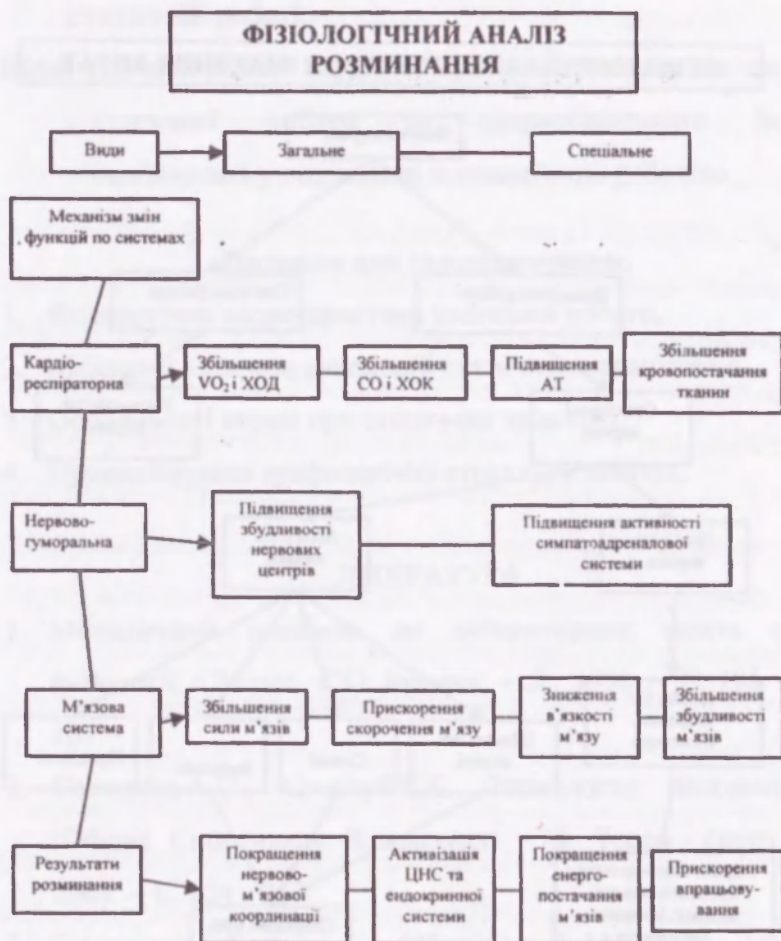 ФІЗІОЛОГІЧНИЙ АНАЛІЗ
РОЗМИНАННЯ
Види
Загальне
Спеціальне
Механізм змін
функцій по системах
Кардіо-
респіраторна
Збільшення
VO₂ і ХОД
Збільшення
СО і ХОК
Підвищення
АТ
Збільшення
кровопостачання
тканин
Нервово-
гуморальна
Підвищення
збудливості
нервових
центрів
Підвищення активності
симпатоадреналової
системи
М'язова
система
Збільшення
сили м'язів
Прискорення
скорочення м'язу
Зниження
в'язкості
м'язу
Збільшення
збудливості
м'язів
Результати
розминання
Покращення
нервово-
м'язової
координації
Активізація
ЦНС та
ендокринної
системи
Покращення
енерго-
постачання
м'язів
Прискорення
впрацьову-
вання